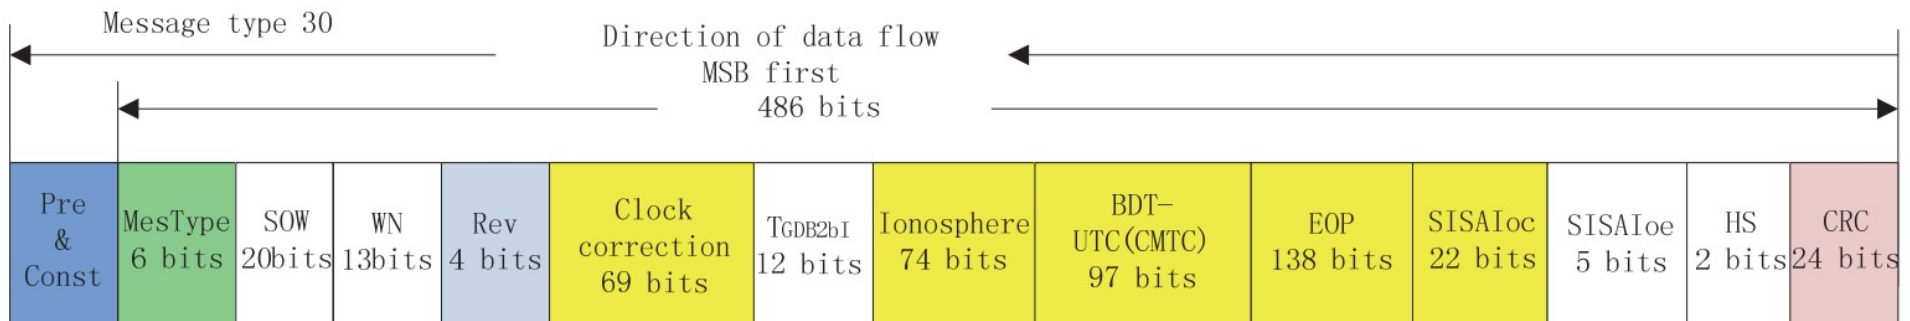 Message type 30
Direction of data flow
MSB first
486 bits
Pre
&
Const
MesType
6 bits
SOW
20bits
WN
13bits
Rev
4 bits
Clock
correction
69 bits
TGDB2bI
12 bits
Ionosphere
74 bits
BDT-
UTC(CMTC)
97 bits
EOP
138 bits
SISAIoc
22 bits
SISAIoe
5 bits
HS
2 bits
CRC
24 bits